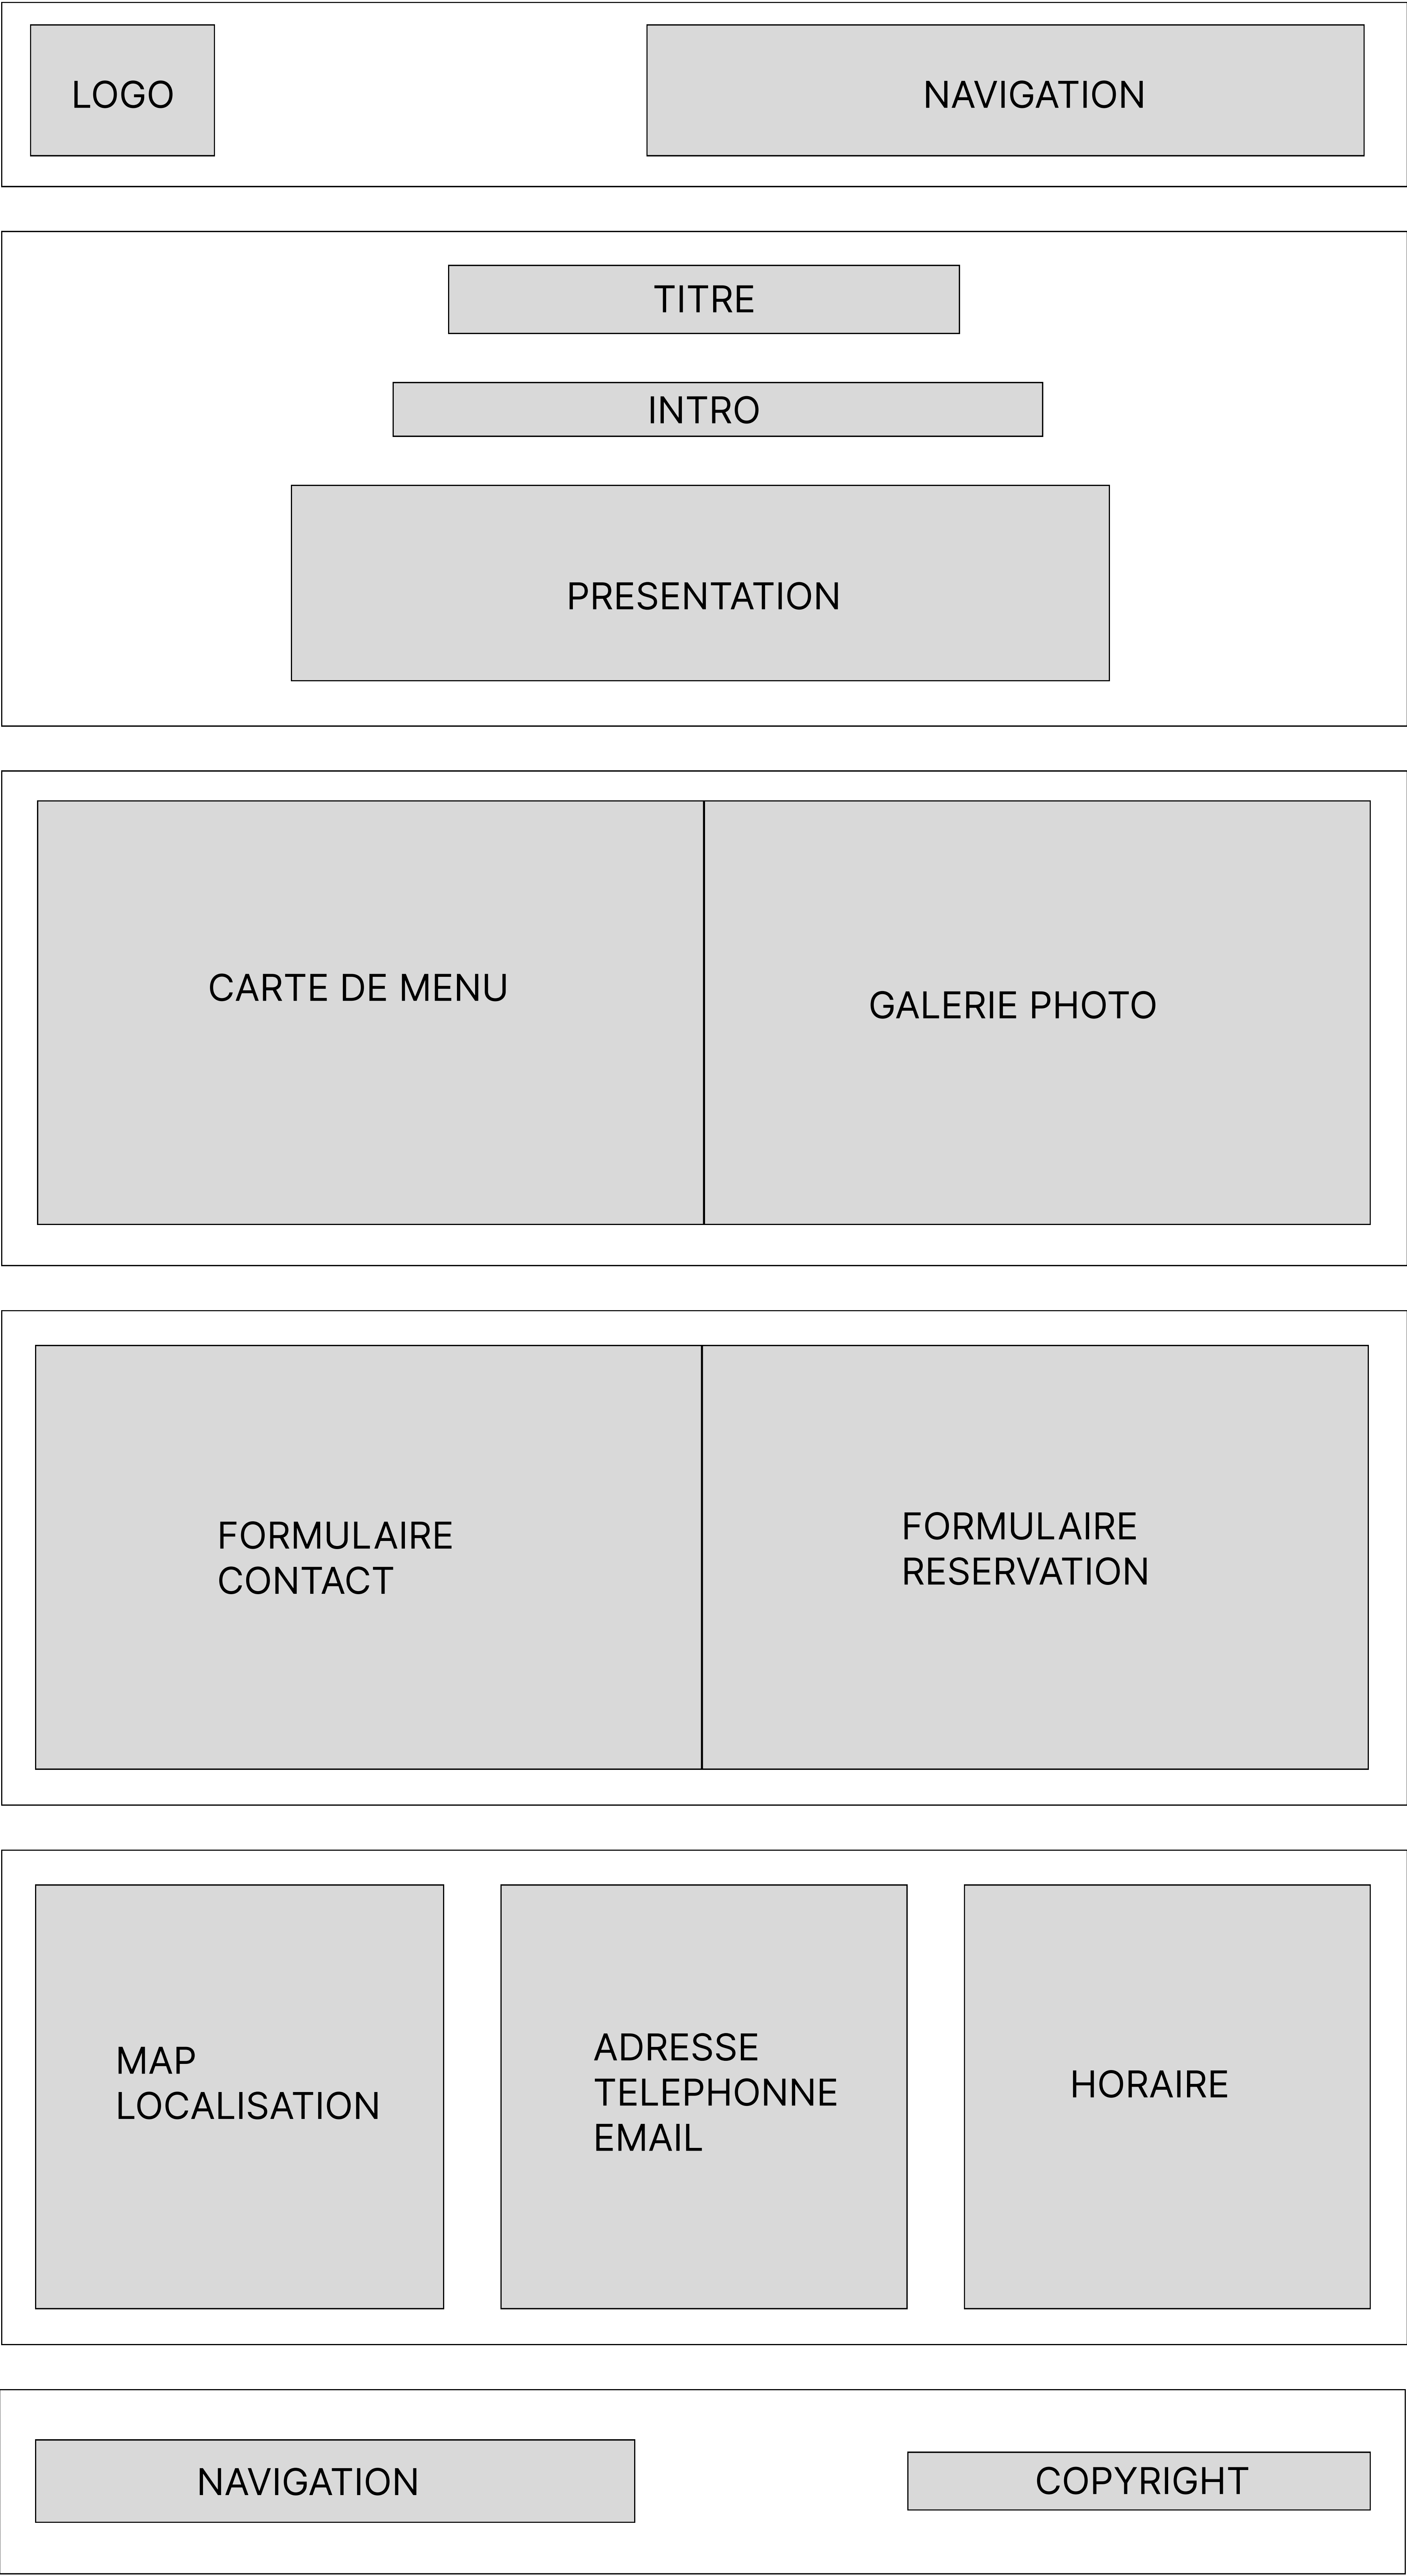 LOGO
NAVIGATION
TITRE
INTRO
PRESENTATION
CARTE DE MENU
GALERIE PHOTO
FORMULAIRE
CONTACT
FORMULAIRE
RESERVATION
MAP
LOCALISATION
ADRESSE
TELEPHONNE
EMAIL
HORAIRE
NAVIGATION
COPYRIGHT